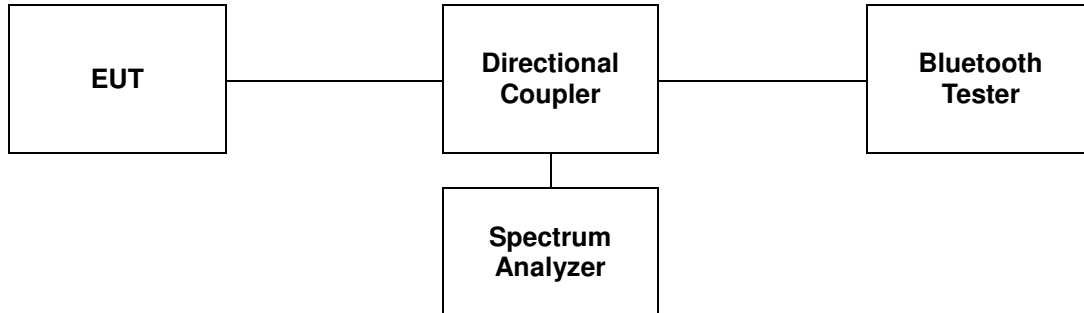 EUT
Directional
Coupler
Bluetooth
Tester
Spectrum
Analyzer